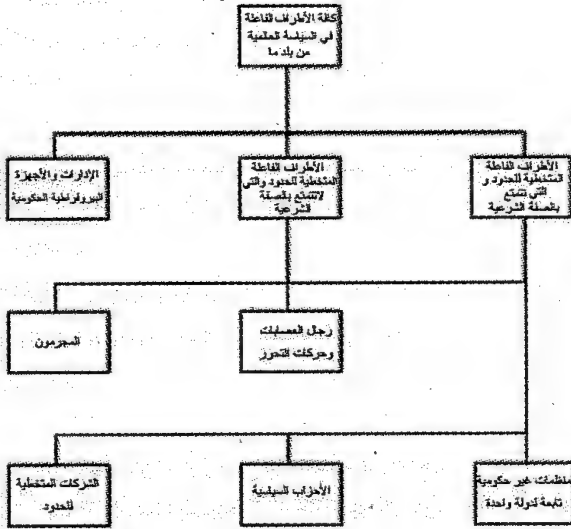 كافة الأطراف الفاعلة
في السياسة العالمية
من بلد ما
الأطراف الفاعلة
المتخطية للحدود و
التي تتمتع
بالصفة الشرعية
الأطراف الفاعلة
المتخطية للحدود والتي
لاتتمتع بالصفة
الشرعية
الإدارات والأجهزة
البيروقراطية الحكومية
رجال العصابات
وحركات التحرر
المجرمون
منظمات غير حكومية
تابعة لدولة واحدة
الأحزاب السياسية
الشركات المتخطية
للحدود